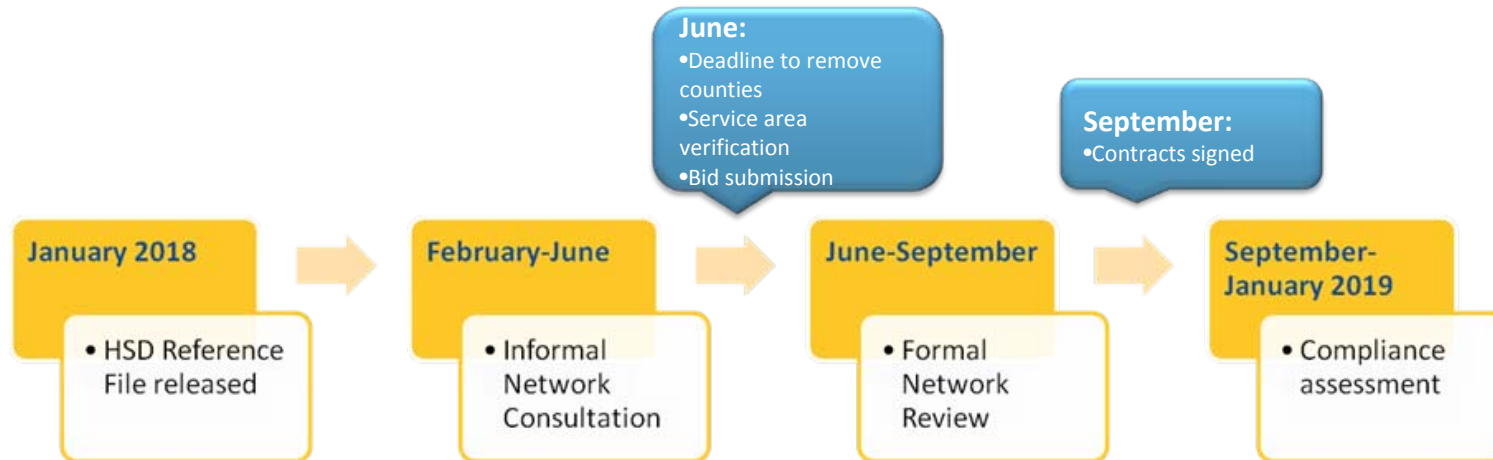 June:
•Deadline to remove
counties
•Service area
verification
•Bid submission
September:
•Contracts signed
January 2018
• HSD Reference
File released
February-June
• Informal
Network
Consultation
June-September
• Formal
Network
Review
September-
January 2019
• Compliance
assessment